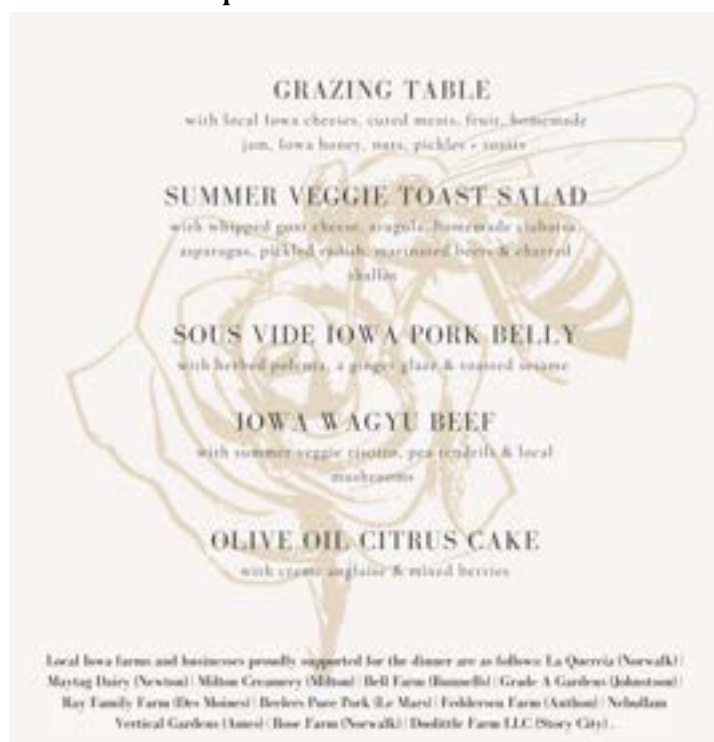 GRAZING TABLE
with local Iowa cheeses, cured meats, fruit, homemade
jam, Iowa honey, nuts, pickles +
SUMMER VEGGIE TOAST SALAD
with whipped goat cheese, arugula, homemade ciabatta,
asparagus, pickled radish, marinated beets & charred
shallot
SOUS VIDE IOWA PORK BELLY
with herbed polenta, a ginger glaze & toasted sesame
IOWA WAGYU BEEF
with summer veggie risotto, pea tendrils & local
mushrooms
OLIVE OIL CITRUS CAKE
with creme anglaise & mixed berries
Local Iowa farms and businesses proudly supported for the dinner are as follows: La Quercia (Norwalk) |
Maytag Dairy (Newton) | Milton Creamery (Milton) | Bell Farm (Runnells) | Grade A Gardens (Johnston) |
Ray Family Farm (Des Moines) | Beelers Pure Pork (Le Mars) | Feddersen Farm (Anthon) | Nebullam
Vertical Gardens (Ames) | Rose Farm (Norwalk) | Doolittle Farm LLC (Story City) .